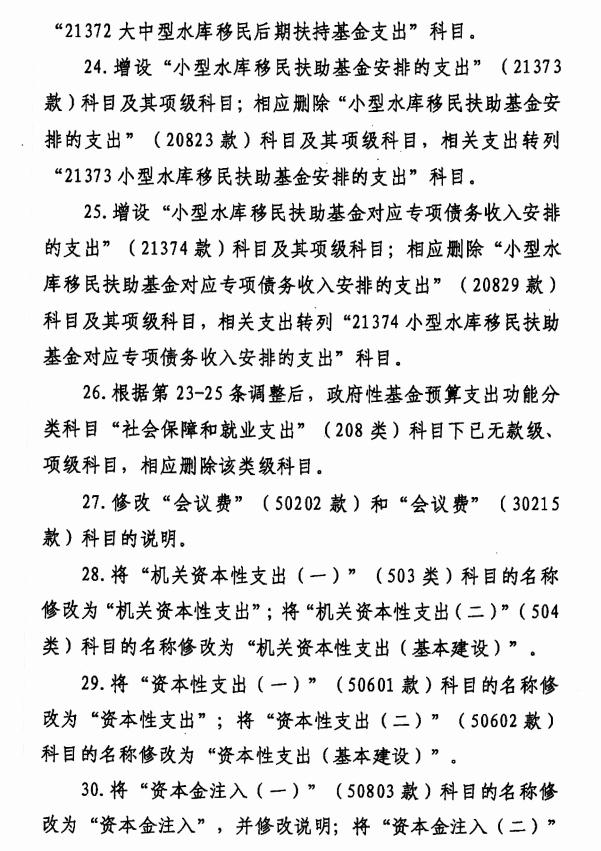 “21372 大中型水库移民后期扶持基金支出”科目。
24.增设“小型水库移民扶助基金安排的支出”（21373
款）科目及其项级科目；相应删除“小型水库移民扶助基金安
排的支出”（20823 款）科目及其项级科目，相关支出转列
“21373 小型水库移民扶助基金安排的支出”科目。
25.增设“小型水库移民扶助基金对应专项债务收入安排
的支出”（21374 款）科目及其项级科目；相应删除“小型水
库移民扶助基金对应专项债务收入安排的支出”（20829 款）
科目及其项级科目，相关支出转列“21374 小型水库移民扶助
基金对应专项债务收入安排的支出”科目。
26.根据第 23-25 条调整后，政府性基金预算支出功能分
类科目“社会保障和就业支出”（208 类）科目下已无款级、
项级科目，相应删除该类级科目。
27.修改“会议费”（50202 款）和“会议费”（30215
款）科目的说明。
28.将“机关资本性支出（一）”（503 类）科目的名称
修改为“机关资本性支出”；将“机关资本性支出（二）”（504
类）科目的名称修改为“机关资本性支出（基本建设）”。
29.将“资本性支出（一）”（50601 款）科目的名称修
改为“资本性支出”；将“资本性支出（二）”（50602 款）
科目的名称修改为“资本性支出（基本建设）”。
30.将“资本金注入（一）”（50803 款）科目的名称修
改为“资本金注入”，并修改说明；将“资本金注入（二）”